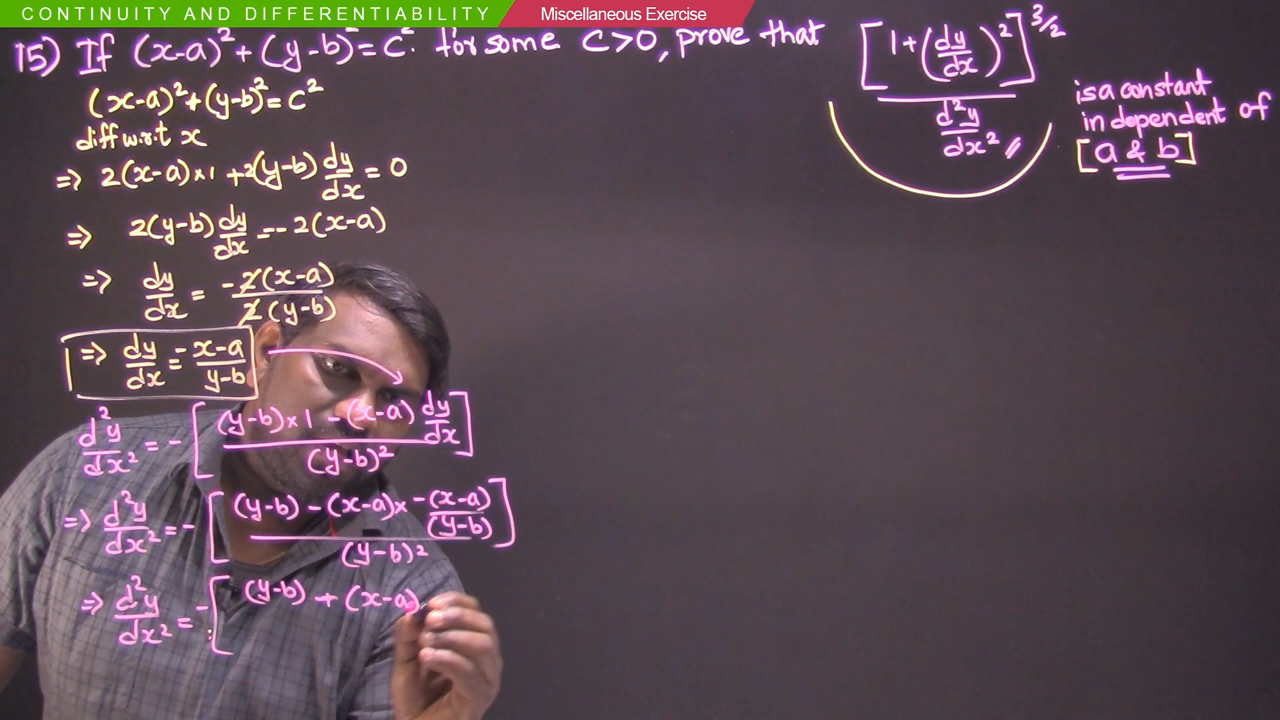 CONTINUITY AND DIFFERENTIABILITY
Miscellaneous Exercise
15) If (x-a)² + (y-b)² = c². for some c>0, prove that [1+(dy/dx)²]^3/2 / d²y/dx²
is a constant
independent of
[a & b]
(x-a)²+(y-b)²=c²
diff w.r.t x
=> 2(x-a)×1 +2(y-b) dy/dx = 0
=> 2(y-b) dy/dx = -2(x-a)
=> dy/dx = -2(x-a) / 2(y-b)
=> dy/dx = - x-a / y-b
d²y/dx² = - [ (y-b)×1 - (x-a) dy/dx / (y-b)² ]
=> d²y/dx² = - [ (y-b) - (x-a)× -(x-a)/(y-b) / (y-b)² ]
=> d²y/dx² = - [ (y-b) + (x-a)